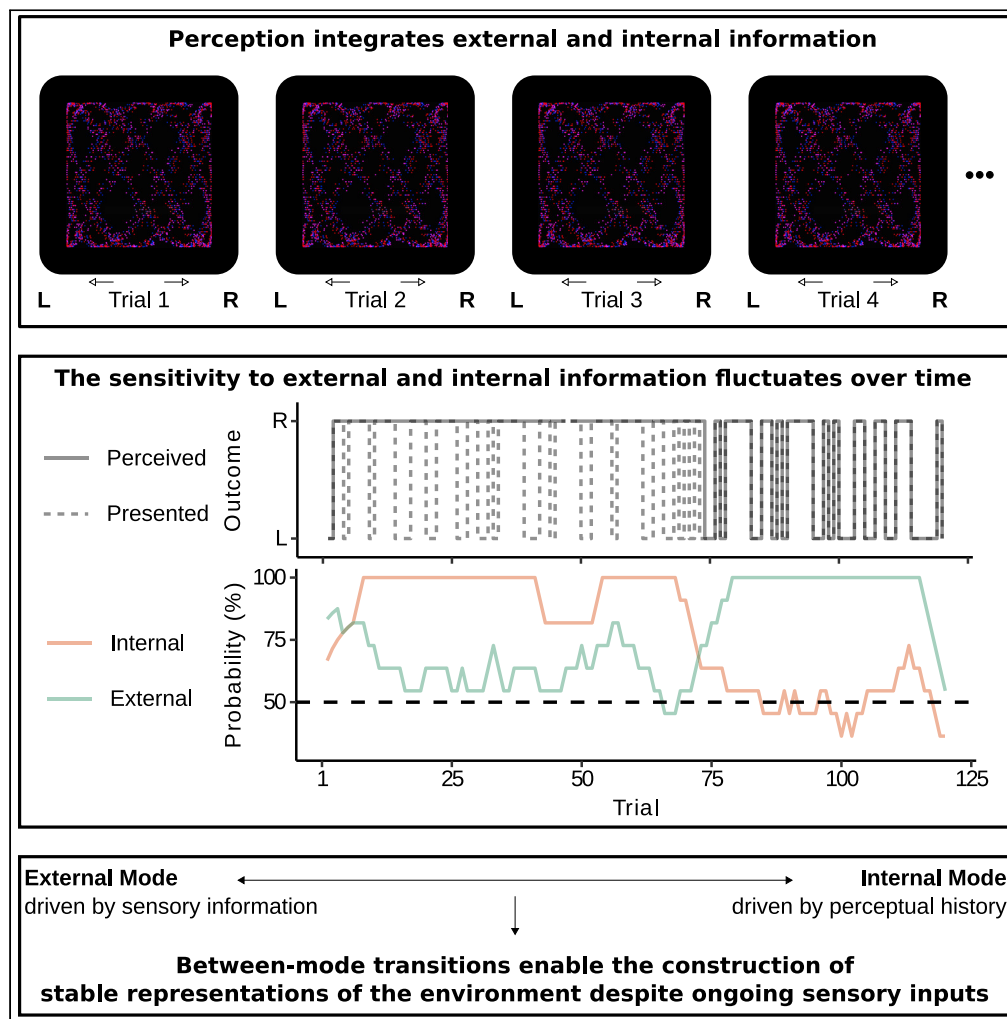 Perception integrates external and internal information
L Trial 1 R L Trial 2 R L Trial 3 R L Trial 4 R
•••
The sensitivity to external and internal information fluctuates over time
Perceived
Presented
Outcome
R
L
Internal
External
Probability (%)
100
75
50
1 25 50 75 100 125
Trial
External Mode
driven by sensory information
Internal Mode
driven by perceptual history
Between-mode transitions enable the construction of
stable representations of the environment despite ongoing sensory inputs